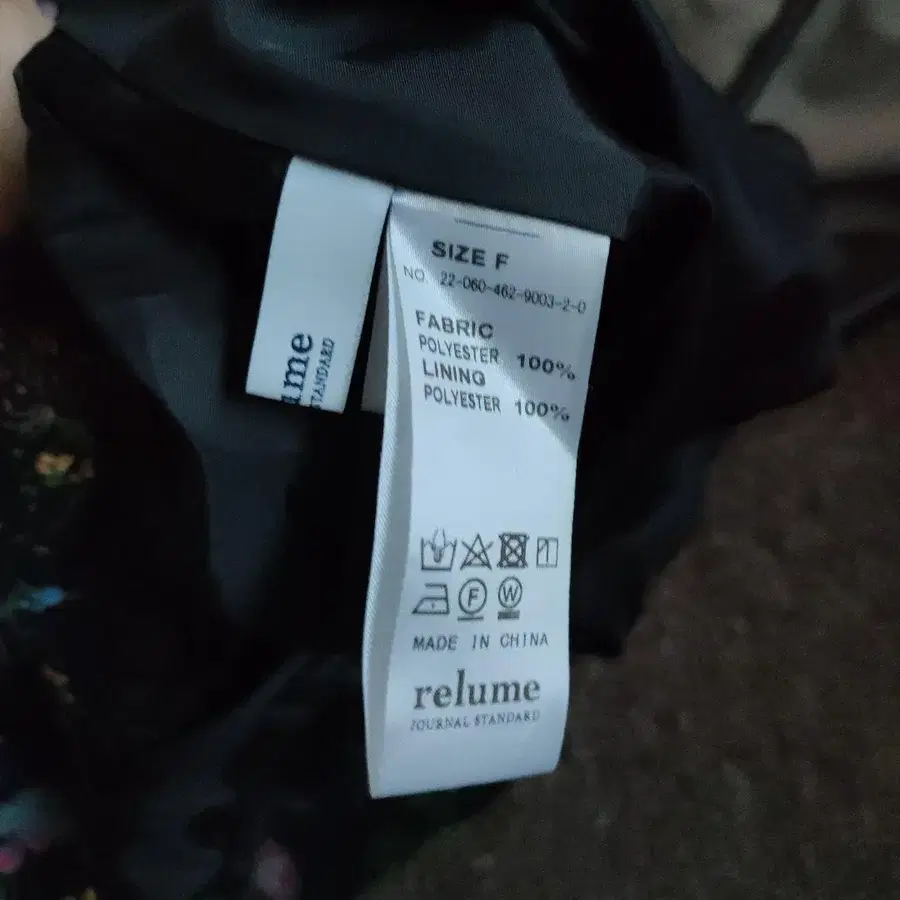 SIZE F
NO. 22-060-462-9003-2-0
FABRIC
POLYESTER 100%
LINING
POLYESTER 100%
F W
MADE IN CHINA
relume
JOURNAL STANDARD
ume
STANDARD